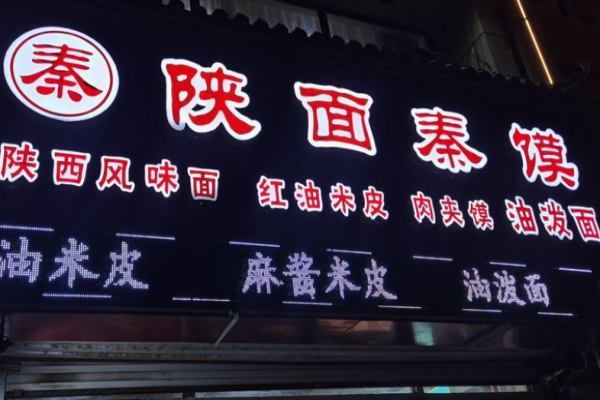 秦 陕面秦馍
陕西风味面 红油米皮 肉夹馍 油泼面
油米皮 麻酱米皮 油泼面